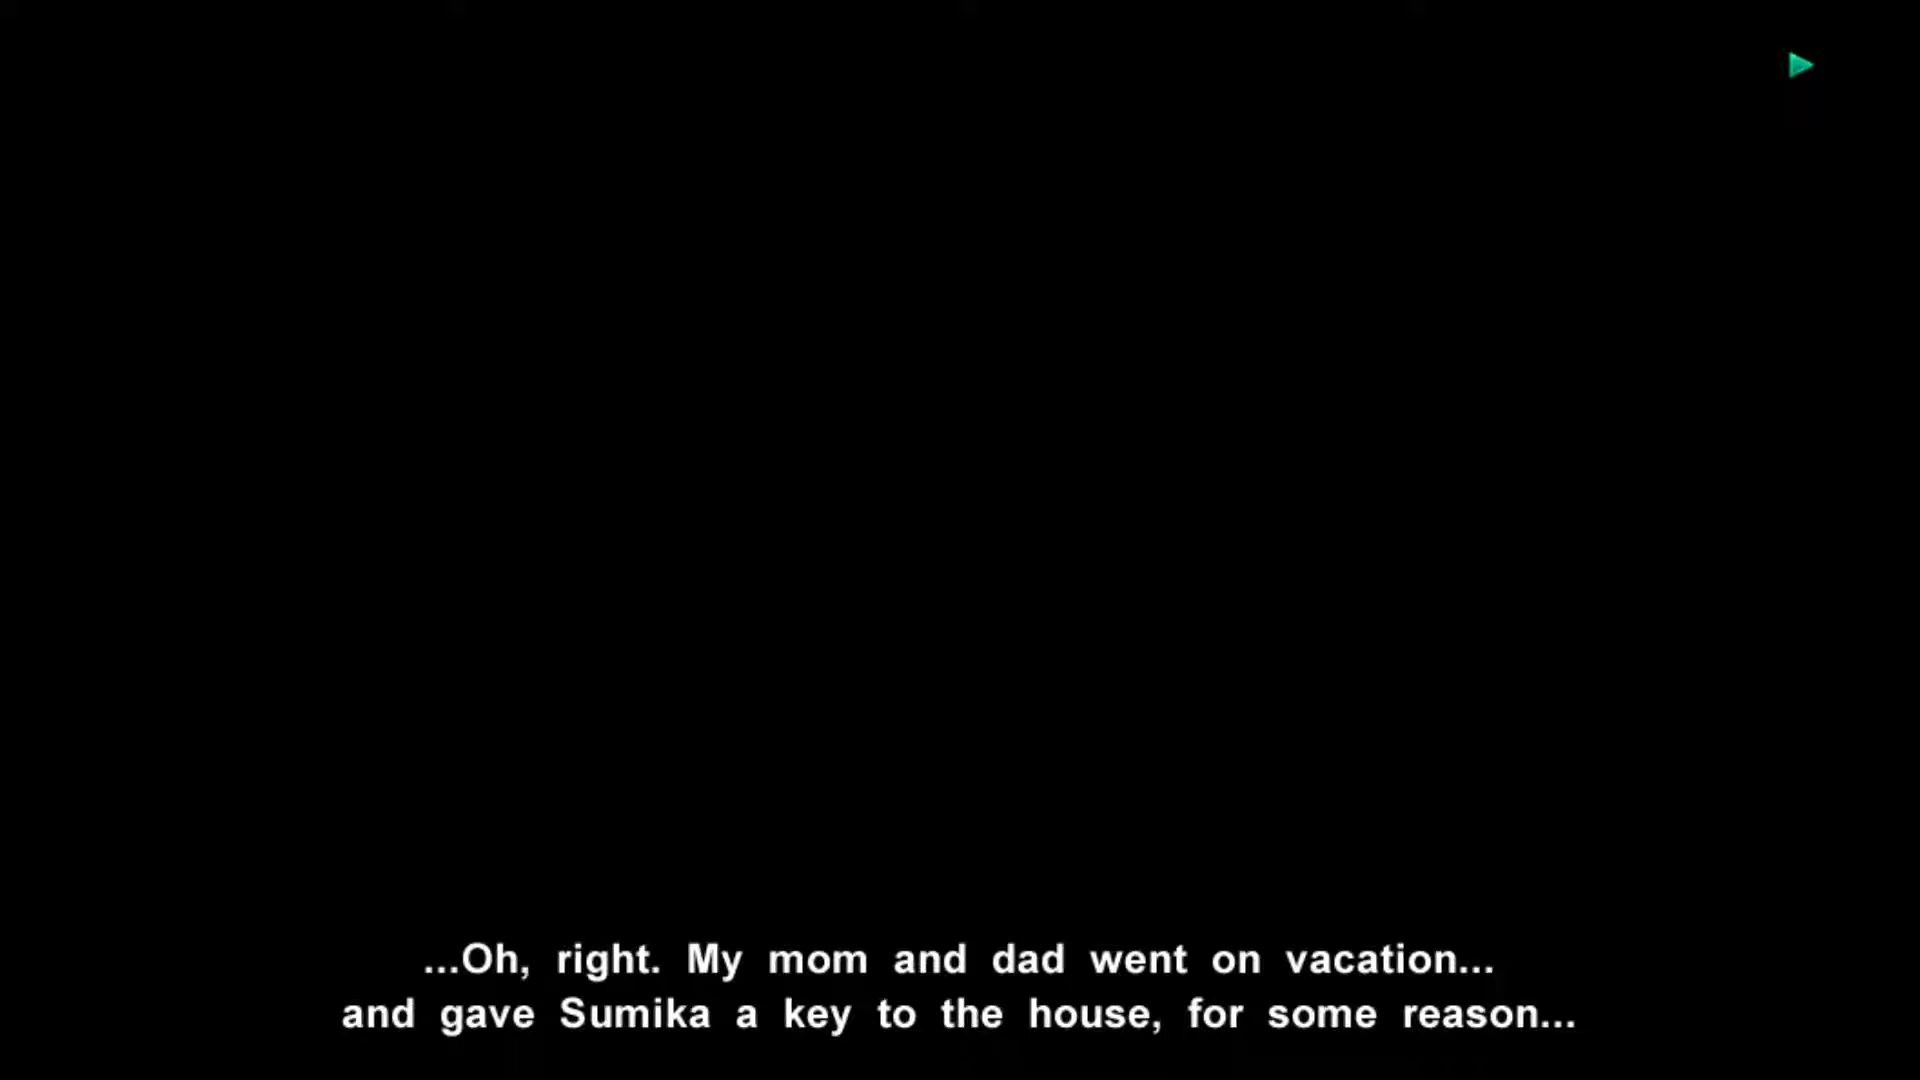 ...Oh, right. My mom and dad went on vacation...
and gave Sumika a key to the house, for some reason...